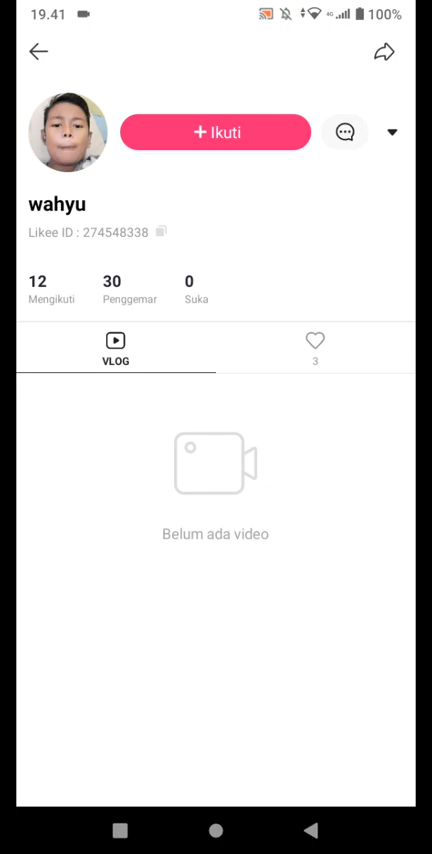 19.41 4G 100%
+ Ikuti
wahyu
Likee ID : 274548338
12 30 0
Mengikuti Penggemar Suka
VLOG 3
Belum ada video